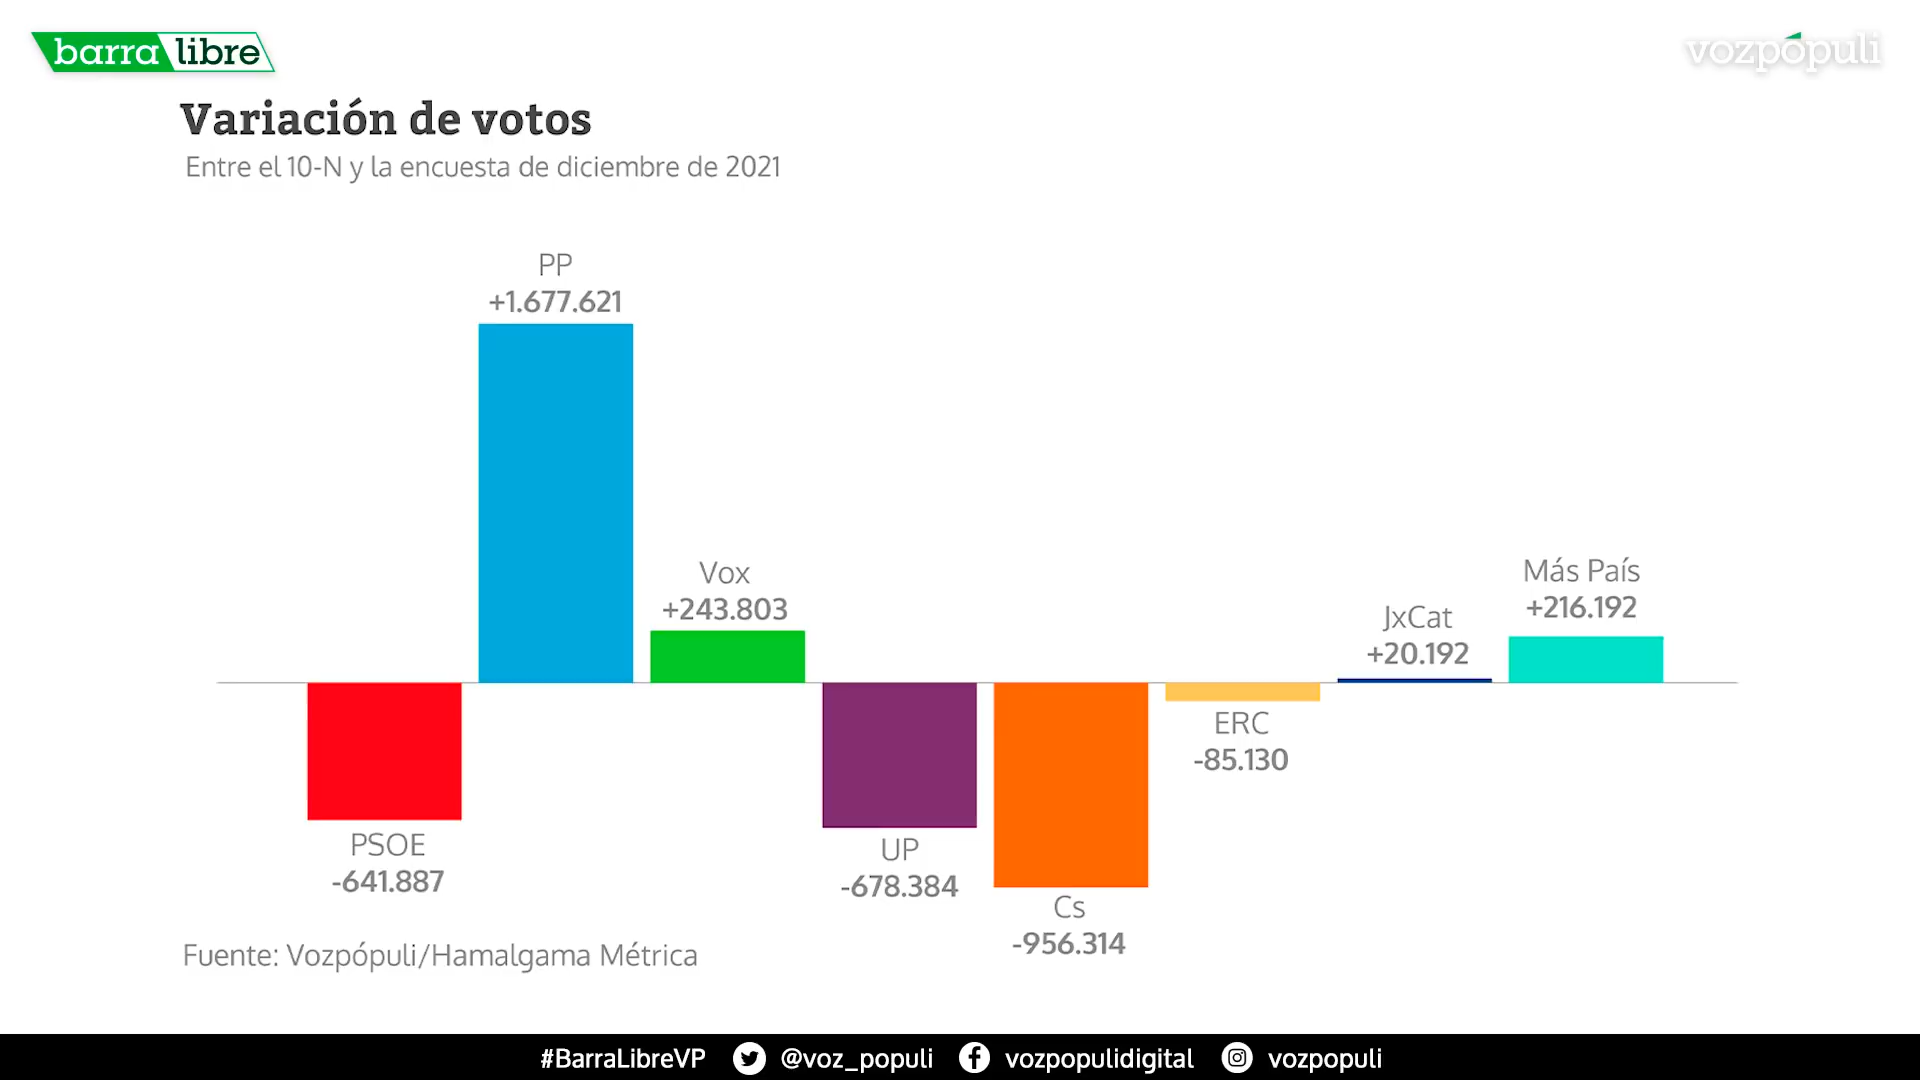 barra libre
vozpópuli
Variación de votos
Entre el 10-N y la encuesta de diciembre de 2021
PP
+1.677.621
Vox
+243.803
Más País
+216.192
JxCat
+20.192
ERC
-85.130
PSOE
-641.887
UP
-678.384
Cs
-956.314
Fuente: Vozpópuli/Hamalgama Métrica
#BarraLibreVP @voz_populi vozpopulidigital vozpopuli